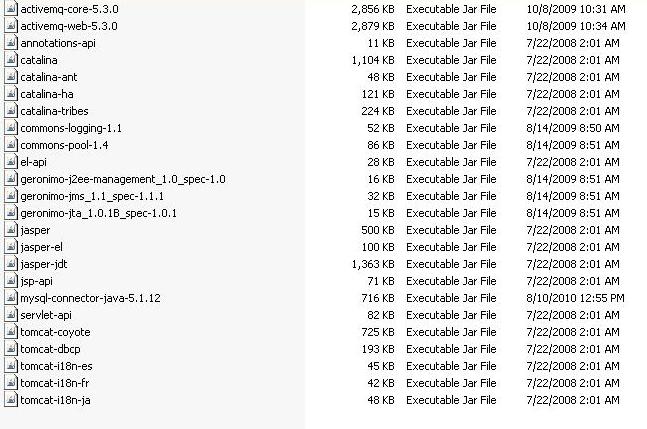 activemq-core-5.3.0 2,856 KB Executable Jar File 10/8/2009 10:31 AM
activemq-web-5.3.0 2,879 KB Executable Jar File 10/8/2009 10:34 AM
annotations-api 11 KB Executable Jar File 7/22/2008 2:01 AM
catalina 1,104 KB Executable Jar File 7/22/2008 2:01 AM
catalina-ant 48 KB Executable Jar File 7/22/2008 2:01 AM
catalina-ha 121 KB Executable Jar File 7/22/2008 2:01 AM
catalina-tribes 224 KB Executable Jar File 7/22/2008 2:01 AM
commons-logging-1.1 52 KB Executable Jar File 8/14/2009 8:50 AM
commons-pool-1.4 86 KB Executable Jar File 8/14/2009 8:51 AM
el-api 28 KB Executable Jar File 7/22/2008 2:01 AM
geronimo-j2ee-management_1.0_spec-1.0 16 KB Executable Jar File 8/14/2009 8:51 AM
geronimo-jms_1.1_spec-1.1.1 32 KB Executable Jar File 8/14/2009 8:51 AM
geronimo-jta_1.0.1B_spec-1.0.1 15 KB Executable Jar File 8/14/2009 8:51 AM
jasper 500 KB Executable Jar File 7/22/2008 2:01 AM
jasper-el 100 KB Executable Jar File 7/22/2008 2:01 AM
jasper-jdt 1,363 KB Executable Jar File 7/22/2008 2:01 AM
jsp-api 71 KB Executable Jar File 7/22/2008 2:01 AM
mysql-connector-java-5.1.12 716 KB Executable Jar File 8/10/2010 12:55 PM
servlet-api 82 KB Executable Jar File 7/22/2008 2:01 AM
tomcat-coyote 725 KB Executable Jar File 7/22/2008 2:01 AM
tomcat-dbcp 193 KB Executable Jar File 7/22/2008 2:01 AM
tomcat-i18n-es 45 KB Executable Jar File 7/22/2008 2:01 AM
tomcat-i18n-fr 42 KB Executable Jar File 7/22/2008 2:01 AM
tomcat-i18n-ja 48 KB Executable Jar File 7/22/2008 2:01 AM